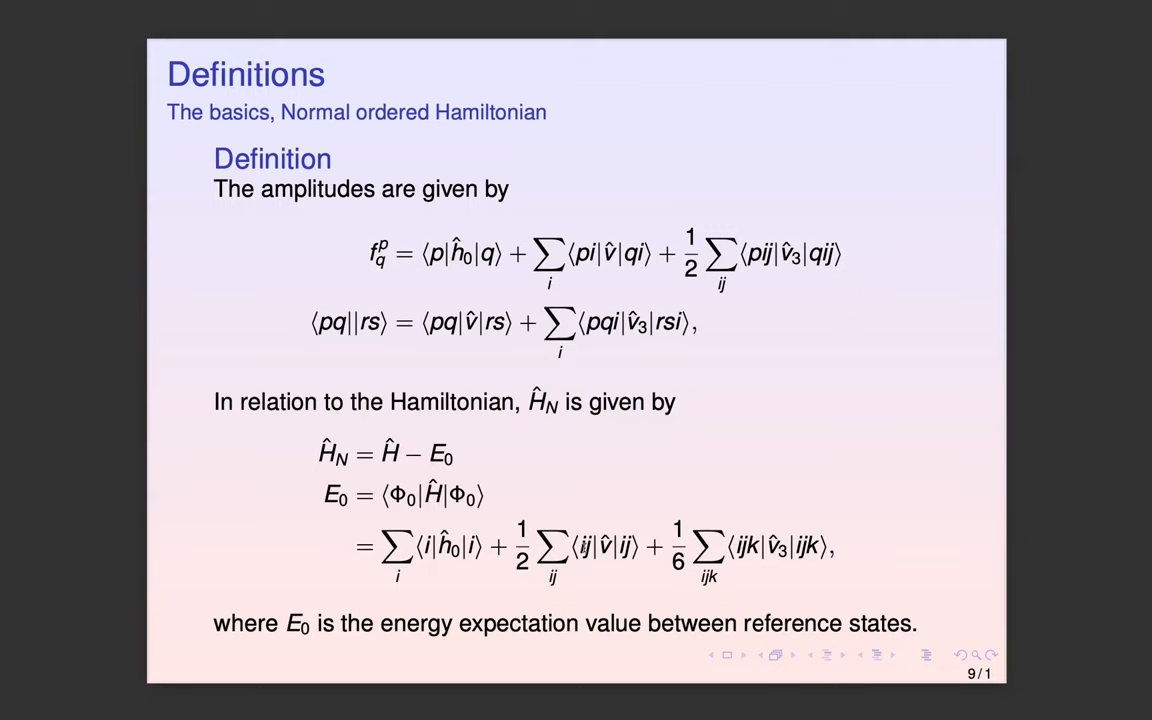 Definitions
The basics, Normal ordered Hamiltonian
Definition
The amplitudes are given by
f_q^p = ⟨p|ĥ₀|q⟩ + ∑_i ⟨pi|v̂|qi⟩ + 1/2 ∑_ij ⟨pij|v̂₃|qij⟩
⟨pq||rs⟩ = ⟨pq|v̂|rs⟩ + ∑_i ⟨pqi|v̂₃|rsi⟩,
In relation to the Hamiltonian, Ĥ_N is given by
Ĥ_N = Ĥ − E₀
E₀ = ⟨Φ₀|Ĥ|Φ₀⟩
= ∑_i ⟨i|ĥ₀|i⟩ + 1/2 ∑_ij ⟨ij|v̂|ij⟩ + 1/6 ∑_ijk ⟨ijk|v̂₃|ijk⟩,
where E₀ is the energy expectation value between reference states.
9 / 1